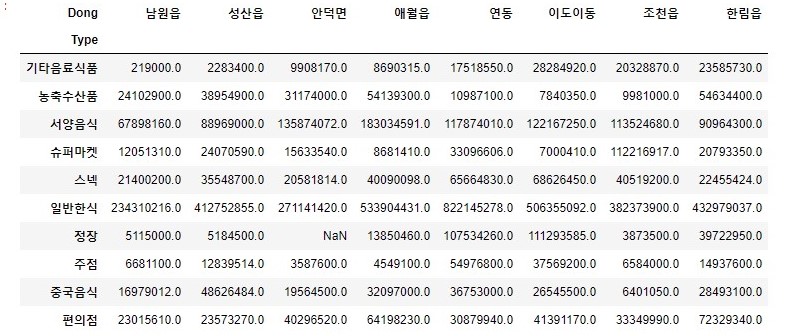 Dong 남원읍 성산읍 안덕면 애월읍 연동 이도이동 조천읍 한림읍
Type
기타음료식품 219000.0 2283400.0 9908170.0 8690315.0 17518550.0 28284920.0 20328870.0 23585730.0
농축수산품 24102900.0 38954900.0 31174000.0 54139300.0 10987100.0 7840350.0 9981000.0 54634400.0
서양음식 67898160.0 88969000.0 135874072.0 183034591.0 117874010.0 122167250.0 113524680.0 90964300.0
슈퍼마켓 12051310.0 24070590.0 15633540.0 8681410.0 33096606.0 7000410.0 112216917.0 20793350.0
스넥 21400200.0 35548700.0 20581814.0 40090098.0 65664830.0 68626450.0 40519200.0 22455424.0
일반한식 234310216.0 412752855.0 271141420.0 533904431.0 822145278.0 506355092.0 382373900.0 432979037.0
정장 5115000.0 5184500.0 NaN 13850460.0 107534260.0 111293585.0 3873500.0 39722950.0
주점 6681100.0 12839514.0 3587600.0 4549100.0 54976800.0 37569200.0 6584000.0 14937600.0
중국음식 16979012.0 48626484.0 19564500.0 32097000.0 36753000.0 26545500.0 6401050.0 28493100.0
편의점 23015610.0 23573270.0 40296520.0 64198230.0 30879940.0 41391170.0 33349990.0 72329340.0